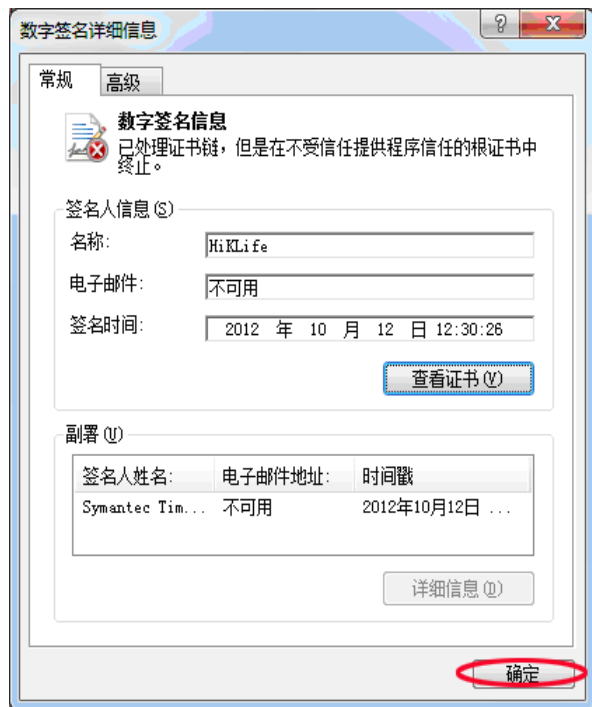 数字签名详细信息
常规
高级
数字签名信息
已处理证书链，但是在不受信任提供程序信任的根证书中
终止。
签名人信息(S)
名称: HiKLife
电子邮件: 不可用
签名时间: 2012 年 10 月 12 日 12:30:26
查看证书(V)
副署(U)
签名人姓名: 电子邮件地址: 时间戳
Symantec Tim... 不可用 2012年10月12日 ...
详细信息(D)
确定